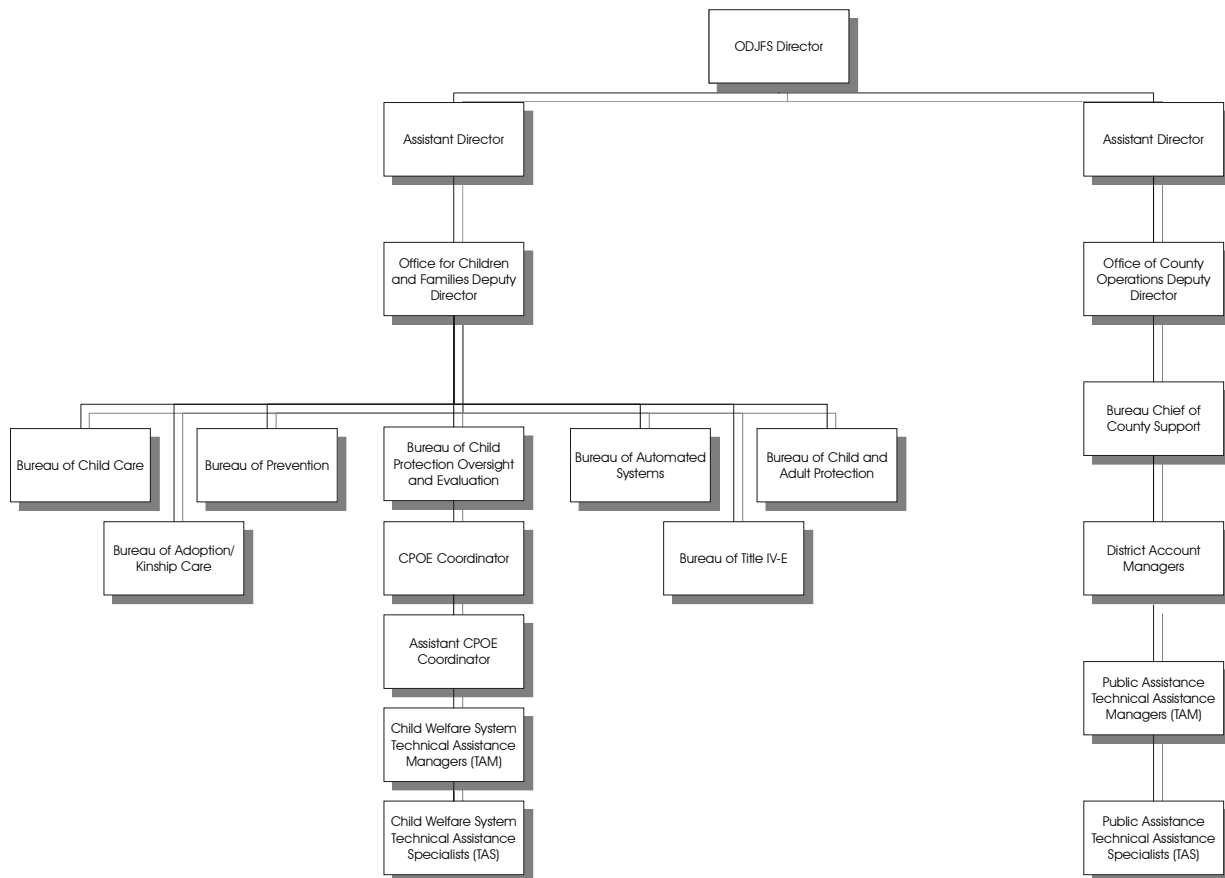 ODJFS Director
Assistant Director
Assistant Director
Office for Children
and Families Deputy
Director
Office of County
Operations Deputy
Director
Bureau Chief of
County Support
Bureau of Child Care
Bureau of Prevention
Bureau of Child
Protection Oversight
and Evaluation
Bureau of Automated
Systems
Bureau of Child and
Adult Protection
Bureau of Adoption/
Kinship Care
CPOE Coordinator
Bureau of Title IV-E
District Account
Managers
Assistant CPOE
Coordinator
Public Assistance
Technical Assistance
Managers (TAM)
Child Welfare System
Technical Assistance
Managers (TAM)
Child Welfare System
Technical Assistance
Specialists (TAS)
Public Assistance
Technical Assistance
Specialists (TAS)